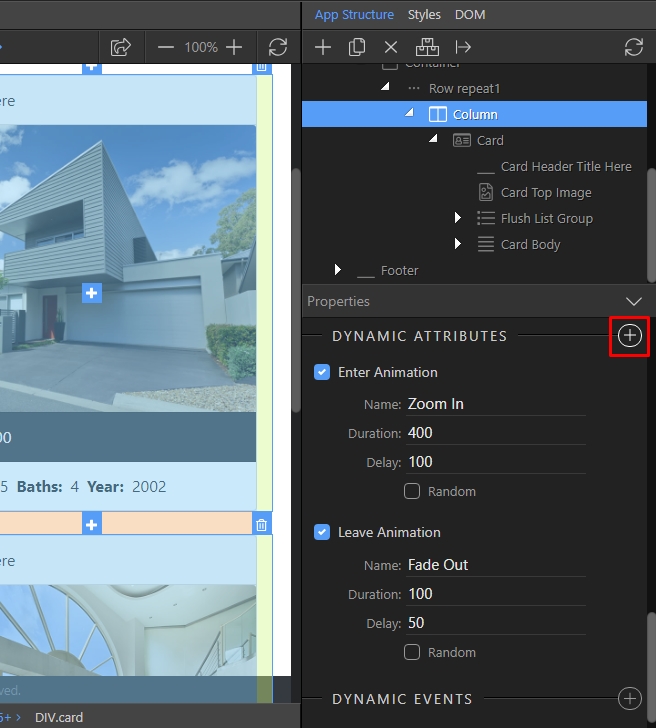 App Structure Styles DOM
100%
Container
Row repeat1
Column
Card
Card Header Title Here
Card Top Image
Flush List Group
Card Body
Footer
ere
00
5 Baths: 4 Year: 2002
ere
ved.
5+ > DIV.card
Properties
DYNAMIC ATTRIBUTES
Enter Animation
Name: Zoom In
Duration: 400
Delay: 100
Random
Leave Animation
Name: Fade Out
Duration: 100
Delay: 50
Random
DYNAMIC EVENTS